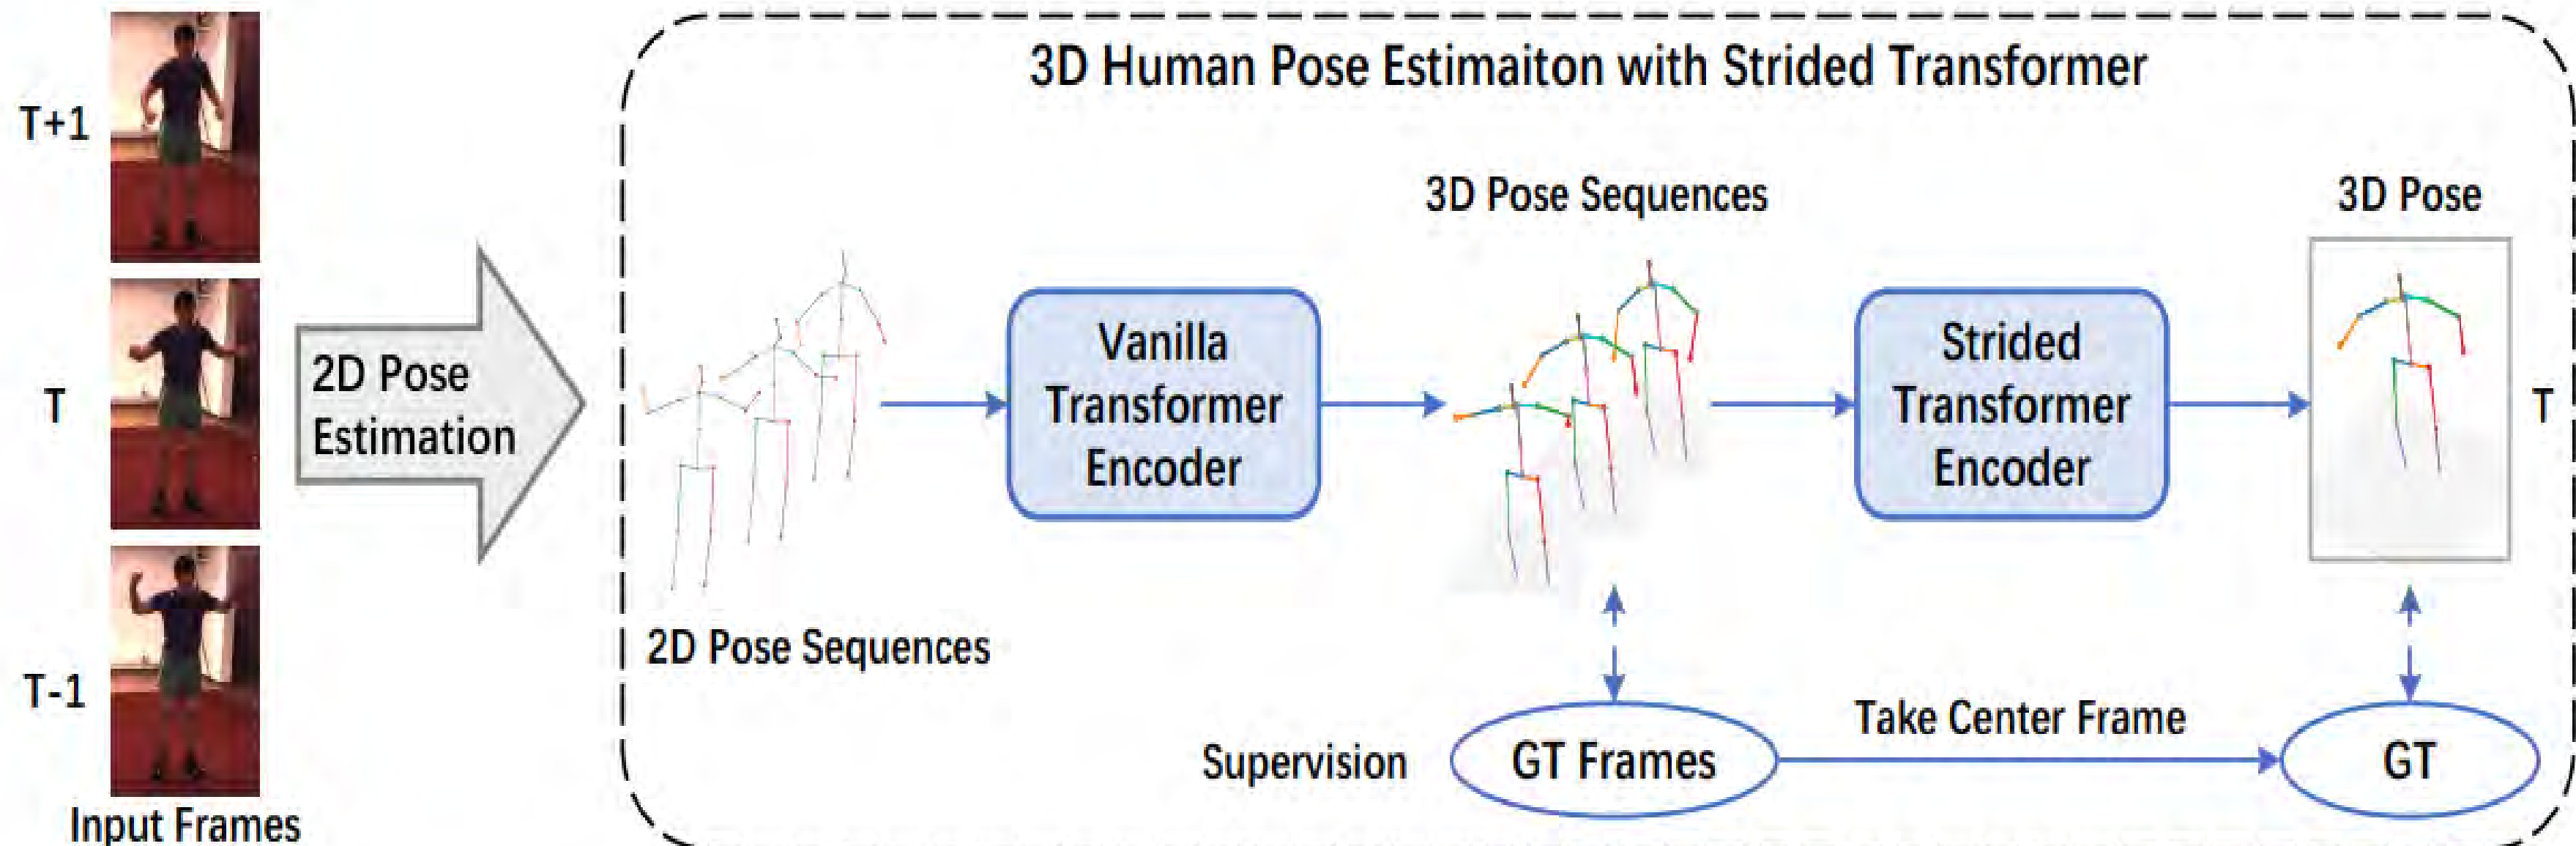 3D Human Pose Estimaiton with Strided Transformer
T+1
T
T-1
Input Frames
2D Pose
Estimation
2D Pose Sequences
Vanilla
Transformer
Encoder
3D Pose Sequences
Strided
Transformer
Encoder
3D Pose
T
Supervision
GT Frames
Take Center Frame
GT